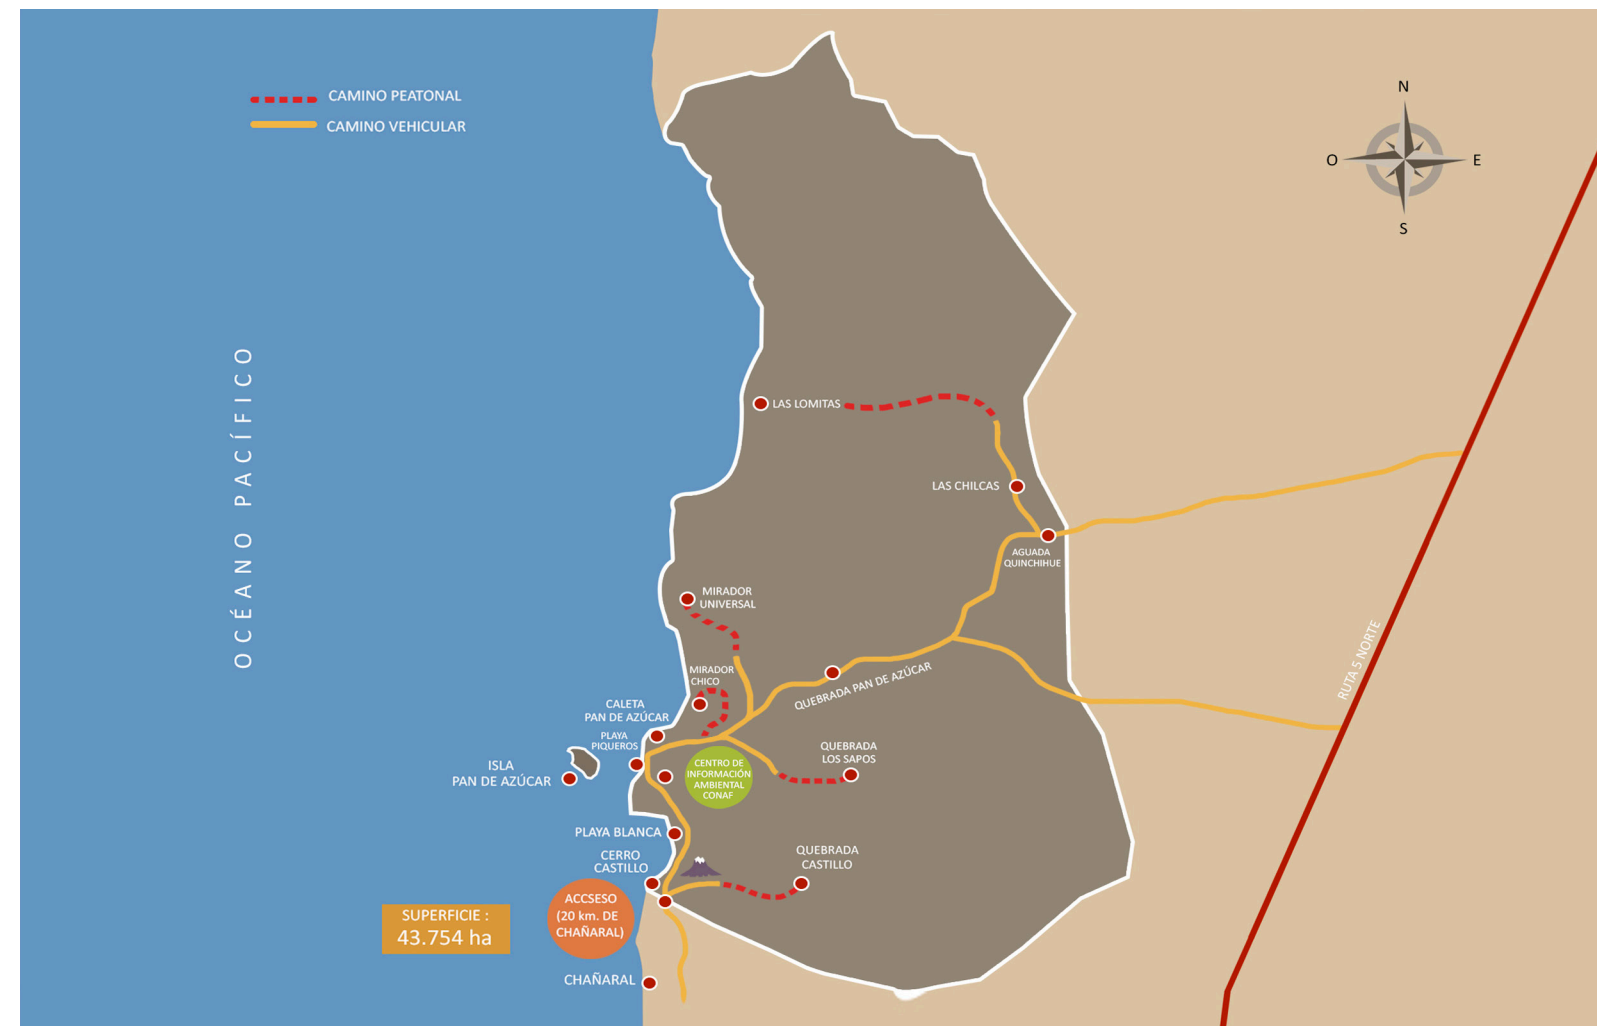 CAMINO PEATONAL
CAMINO VEHICULAR
N
O
E
S
OCÉANO PACÍFICO
LAS LOMITAS
LAS CHILCAS
AGUADA
QUINCHIHUE
MIRADOR
UNIVERSAL
MIRADOR
CHICO
QUEBRADA PAN DE AZÚCAR
RUTA 5 NORTE
CALETA
PAN DE AZÚCAR
PLAYA
PIQUEROS
ISLA
PAN DE AZÚCAR
CENTRO DE
INFORMACIÓN
AMBIENTAL
CONAF
QUEBRADA
LOS SAPOS
PLAYA BLANCA
CERRO
CASTILLO
QUEBRADA
CASTILLO
ACCSESO
(20 km. DE
CHAÑARAL)
SUPERFICIE :
43.754 ha
CHAÑARAL